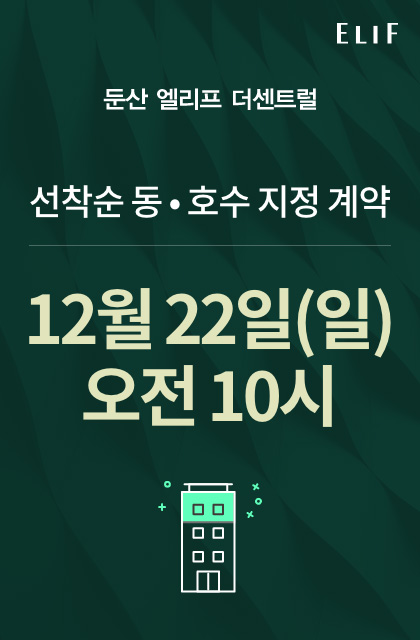 ELIF
둔산 엘리프 더센트럴
선착순 동 • 호수 지정 계약
12월 22일(일)
오전 10시